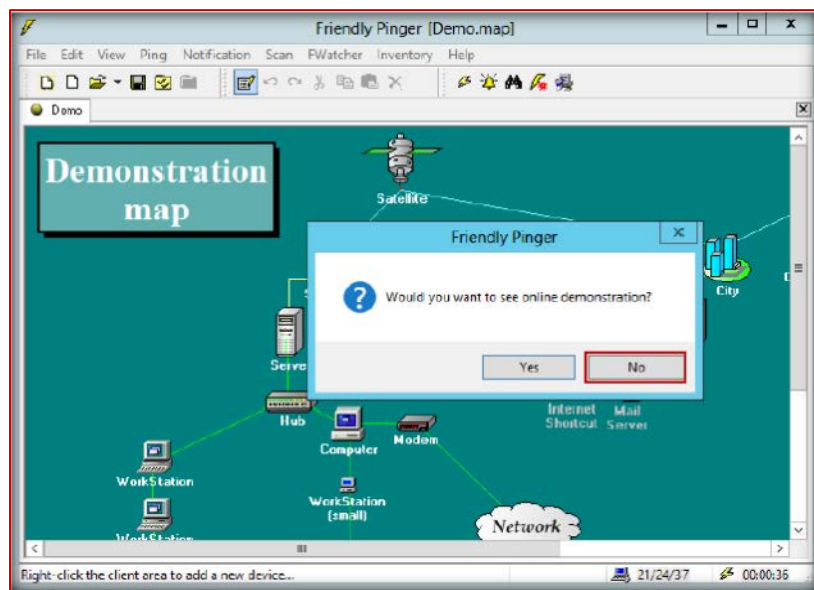 Friendly Pinger [Demo.map]
File Edit View Ping Notification Scan FWatcher Inventory Help
Demo
Demonstration
map
Satellite
Friendly Pinger
Would you want to see online demonstration?
Yes No
City
Hub
Computer
Modem
Internet Mail
Shortcut Server
WorkStation
WorkStation
(small)
Network
Right-click the client area to add a new device...
21/24/37
00:00:36